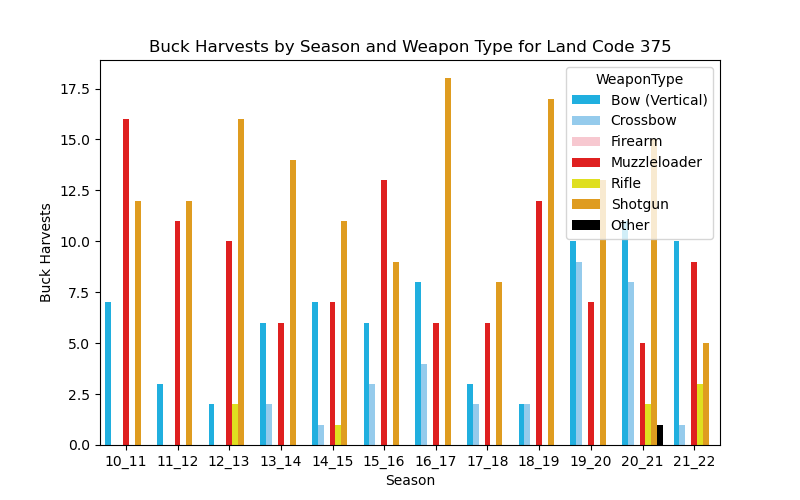 Buck Harvests by Season and Weapon Type for Land Code 375
WeaponType
Bow (Vertical)
Crossbow
Firearm
Muzzleloader
Rifle
Shotgun
Other
Buck Harvests
17.5
15.0
12.5
10.0
7.5
5.0
2.5
0.0
10_11 11_12 12_13 13_14 14_15 15_16 16_17 17_18 18_19 19_20 20_21 21_22
Season